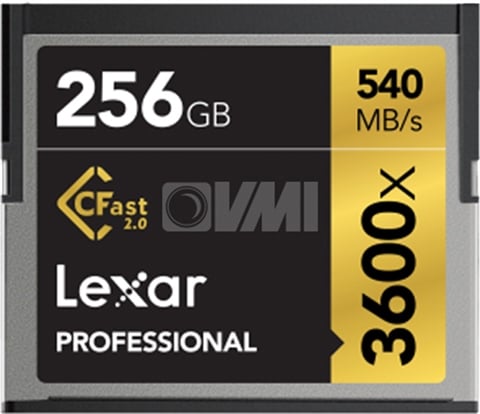 256GB
540
MB/s
CFast
2.0
VMI
Lexar
3600x
PROFESSIONAL